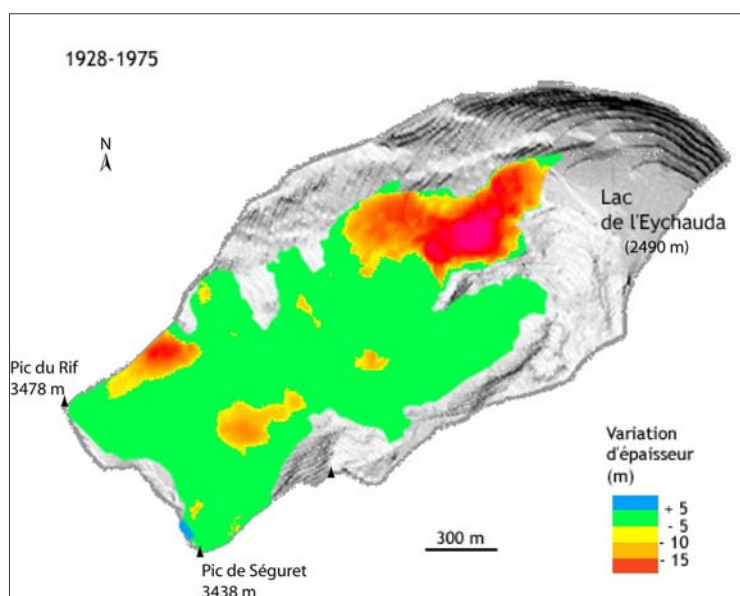 1928-1975
N
Lac
de l'Eychauda
(2490 m)
Pic du Rif
3478 m
Variation
d'épaisseur
(m)
+ 5
- 5
- 10
- 15
300 m
Pic de Séguret
3438 m